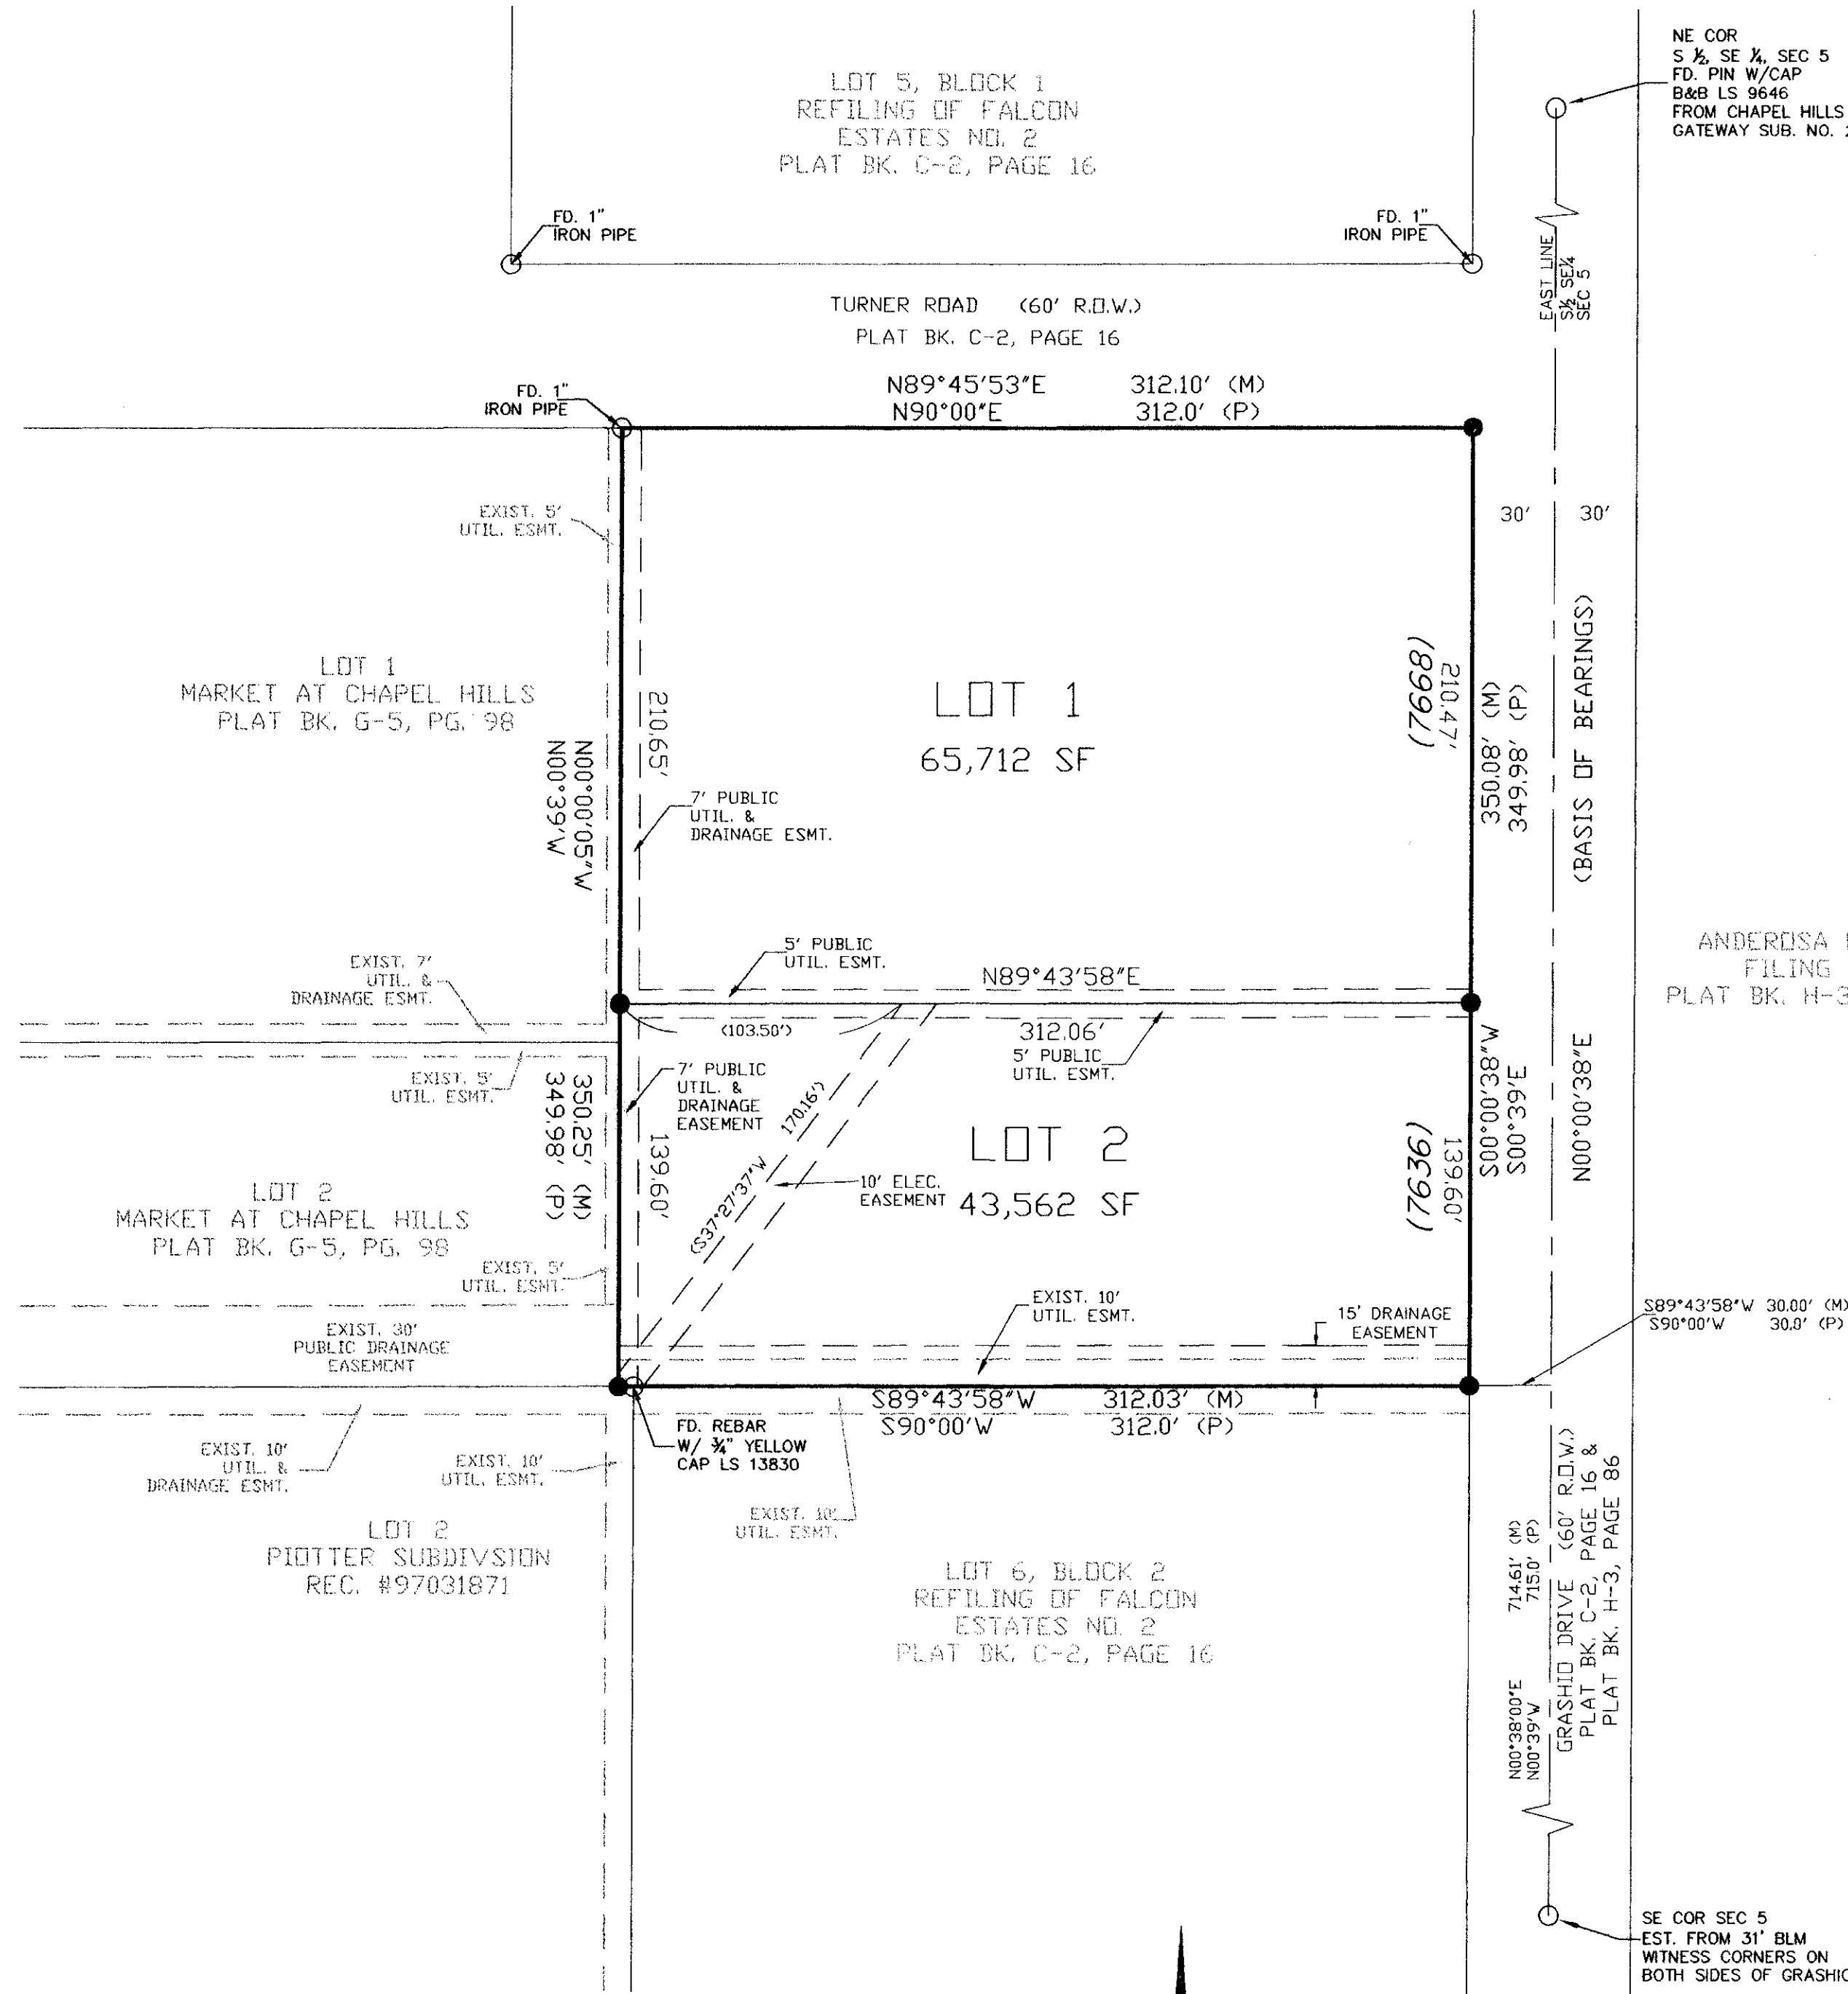 NE COR
S ½, SE ¼, SEC 5
FD. PIN W/CAP
B&B LS 9646
FROM CHAPEL HILLS
GATEWAY SUB. NO.
LOT 5, BLOCK 1
REFILING OF FALCON
ESTATES NO. 2
PLAT BK. C-2, PAGE 16
FD. 1"
IRON PIPE
FD. 1"
IRON PIPE
EAST LINE
S½ SE¼
SEC 5
TURNER ROAD (60' R.O.W.)
PLAT BK. C-2, PAGE 16
N89°45'53"E 312.10' (M)
N90°00"E 312.0' (P)
FD. 1"
IRON PIPE
EXIST. 5'
UTIL. ESMT.
30' 30'
LOT 1
MARKET AT CHAPEL HILLS
PLAT BK. G-5, PG. 98
N00°00'05"W
N00°39'W
210.65'
LOT 1
65,712 SF
(7668)
210.47'
350.08' (M)
349.98' (P)
(BASIS OF BEARINGS)
7' PUBLIC
UTIL. &
DRAINAGE ESMT.
5' PUBLIC
UTIL. ESMT.
N89°43'58"E
ANDEROSA
FILING
PLAT BK. H-3
EXIST. 7'
UTIL. &
DRAINAGE ESMT.
(103.50')
312.06'
5' PUBLIC
UTIL. ESMT.
EXIST. 5'
UTIL. ESMT.
350.25' (M)
349.98' (P)
7' PUBLIC
UTIL. &
DRAINAGE
EASEMENT
139.60'
(S37°27'37"W 170.16')
10' ELEC.
EASEMENT
LOT 2
43,562 SF
(7636)
139.60'
S00°00'38"W
S00°39'E
N00°00'38"E
LOT 2
MARKET AT CHAPEL HILLS
PLAT BK. G-5, PG. 98
EXIST. 5'
UTIL. ESMT.
EXIST. 10'
UTIL. ESMT.
15' DRAINAGE
EASEMENT
S89°43'58"W 30.00' (M)
S90°00'W 30.0' (P)
EXIST. 30'
PUBLIC DRAINAGE
EASEMENT
S89°43'58"W 312.03' (M)
S90°00'W 312.0' (P)
FD. REBAR
W/ ¾" YELLOW
CAP LS 13830
EXIST. 10'
UTIL. &
DRAINAGE ESMT.
EXIST. 10'
UTIL. ESMT.
EXIST. 10'
UTIL. ESMT.
LOT 2
PIOTTER SUBDIVSION
REC. #97031871
LOT 6, BLOCK 2
REFILING OF FALCON
ESTATES NO. 2
PLAT BK. C-2, PAGE 16
714.61' (M)
715.0' (P)
N00°38'00"E
N00°39'W
GRASHIO DRIVE (60' R.O.W.)
PLAT BK. C-2, PAGE 16 &
PLAT BK. H-3, PAGE 86
SE COR SEC 5
EST. FROM 31' BLM
WITNESS CORNERS ON
BOTH SIDES OF GRASHIO